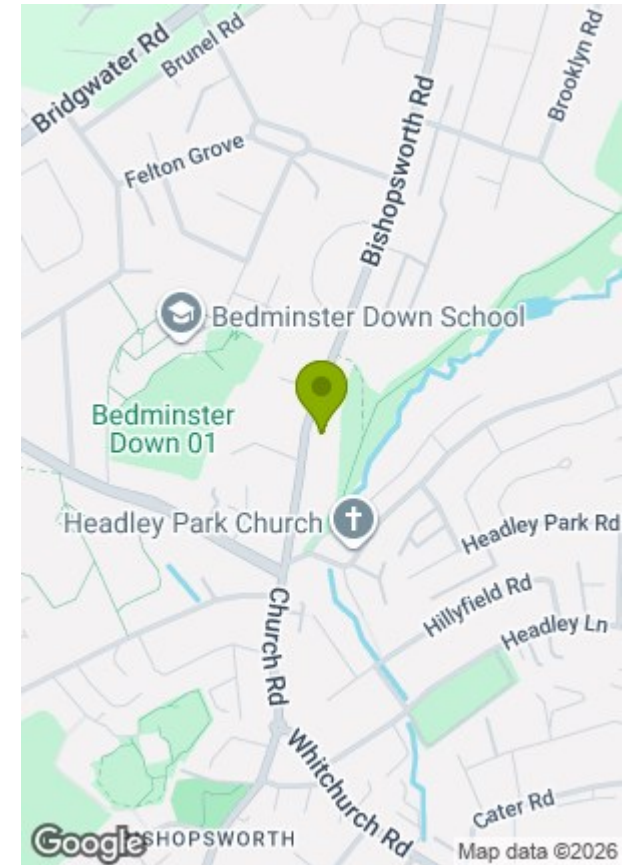 Bridgwater Rd
Brunel Rd
Brooklyn Rd
Bishopsworth Rd
Felton Grove
Bedminster Down School
Bedminster
Down 01
Headley Park Church
Headley Park Rd
Hillyfield Rd
Headley Ln
Church Rd
Whitchurch Rd
Cater Rd
Google
SHOPSWORTH
Map data ©2026